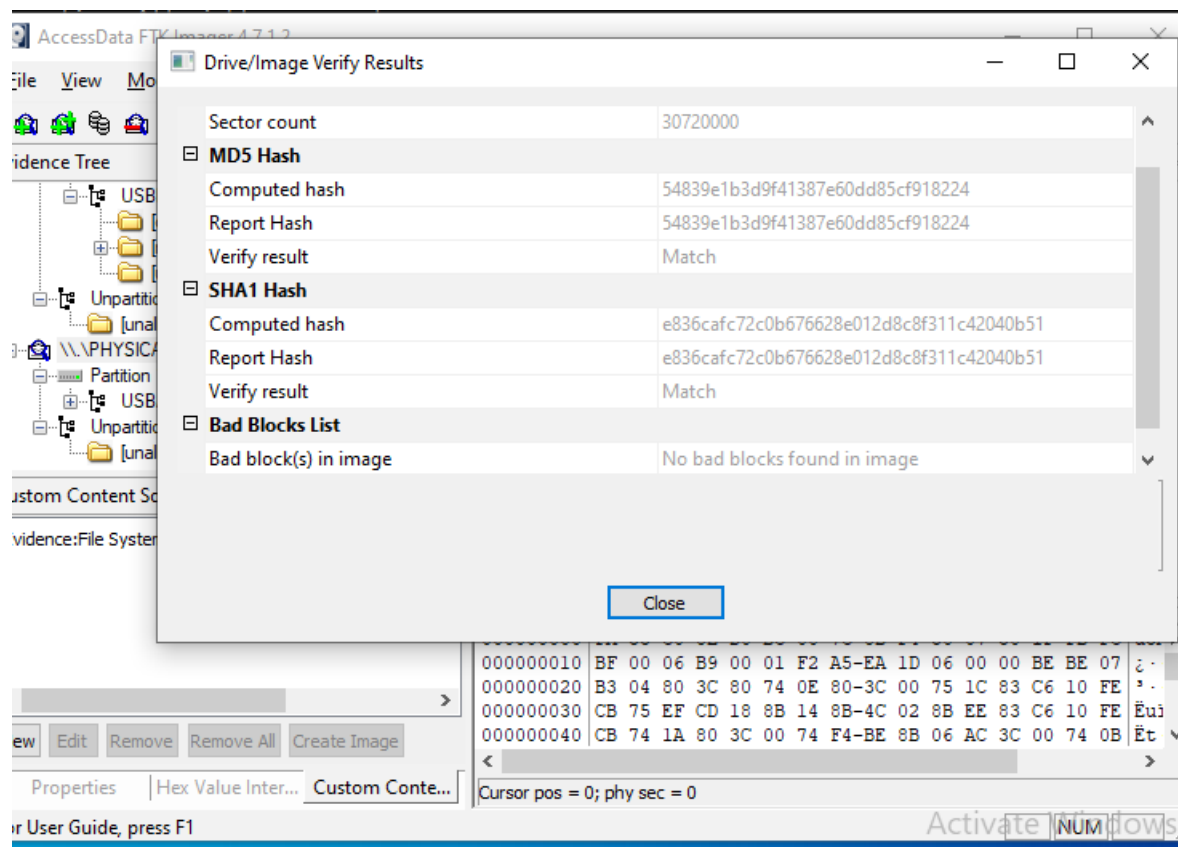 AccessData FTK Imager 4.7.1.2
Drive/Image Verify Results
File View Mo
Sector count 30720000
MD5 Hash
Computed hash 54839e1b3d9f41387e60dd85cf918224
Report Hash 54839e1b3d9f41387e60dd85cf918224
Verify result Match
SHA1 Hash
Computed hash e836cafc72c0b676628e012d8c8f311c42040b51
Report Hash e836cafc72c0b676628e012d8c8f311c42040b51
Verify result Match
Bad Blocks List
Bad block(s) in image No bad blocks found in image
Close
idence Tree
USB
[
[
[
Unpartitio
[unal
\\.\PHYSICA
Partition
USB
Unpartitio
[unal
ustom Content So
vidence:File System
ew Edit Remove Remove All Create Image
Properties Hex Value Inter... Custom Conte...
000000010 BF 00 06 B9 00 01 F2 A5-EA 1D 06 00 00 BE BE 07 ¿·
000000020 B3 04 80 3C 80 74 0E 80-3C 00 75 1C 83 C6 10 FE ³·
000000030 CB 75 EF CD 18 8B 14 8B-4C 02 8B EE 83 C6 10 FE Ëuï
000000040 CB 74 1A 80 3C 00 74 F4-BE 8B 06 AC 3C 00 74 0B Ët
Cursor pos = 0; phy sec = 0
or User Guide, press F1
Activate Windows
NUM